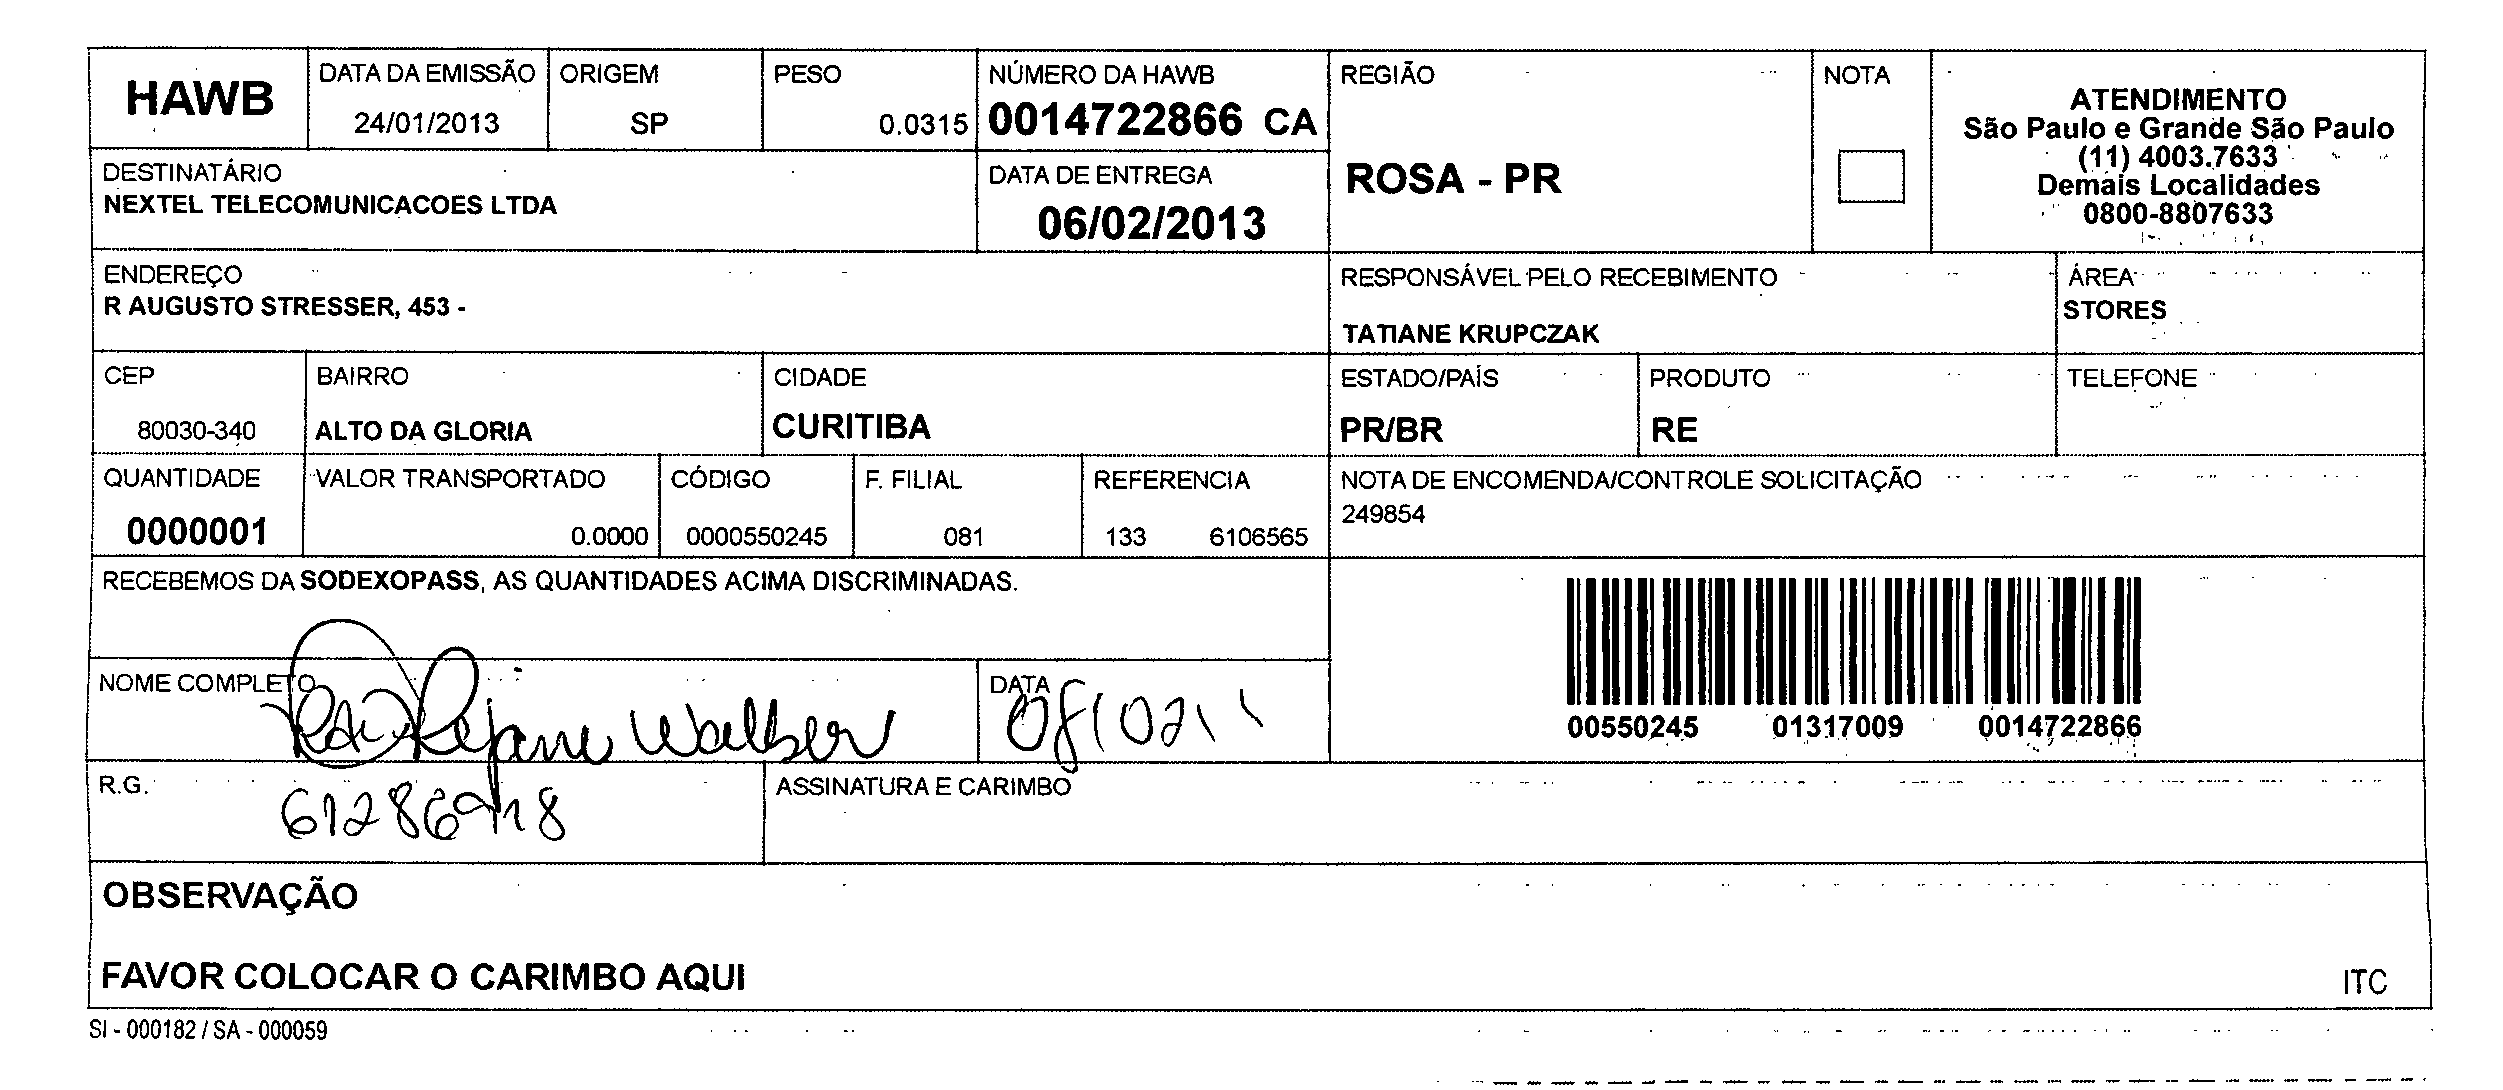 HAWB
DATA DA EMISSÃO
24/01/2013
ORIGEM
SP
PESO
0.0315
NÚMERO DA HAWB
0014722866 CA
REGIÃO
ROSA - PR
NOTA
ATENDIMENTO
São Paulo e Grande São Paulo
(11) 4003.7633
Demais Localidades
0800-8807633
DESTINATÁRIO
NEXTEL TELECOMUNICACOES LTDA
DATA DE ENTREGA
06/02/2013
ENDEREÇO
R AUGUSTO STRESSER, 453 -
RESPONSÁVEL PELO RECEBIMENTO
TATIANE KRUPCZAK
ÁREA
STORES
CEP
80030-340
BAIRRO
ALTO DA GLORIA
CIDADE
CURITIBA
ESTADO/PAÍS
PR/BR
PRODUTO
RE
TELEFONE
QUANTIDADE
0000001
VALOR TRANSPORTADO
0.0000
CÓDIGO
0000550245
F. FILIAL
081
REFERENCIA
133 6106565
NOTA DE ENCOMENDA/CONTROLE SOLICITAÇÃO
249854
RECEBEMOS DA SODEXOPASS, AS QUANTIDADES ACIMA DISCRIMINADAS.
NOME COMPLETO
Rejane Walber
DATA
00550245 01317009 0014722866
R.G.
ASSINATURA E CARIMBO
OBSERVAÇÃO
FAVOR COLOCAR O CARIMBO AQUI
ITC
SI - 000182 / SA - 000059